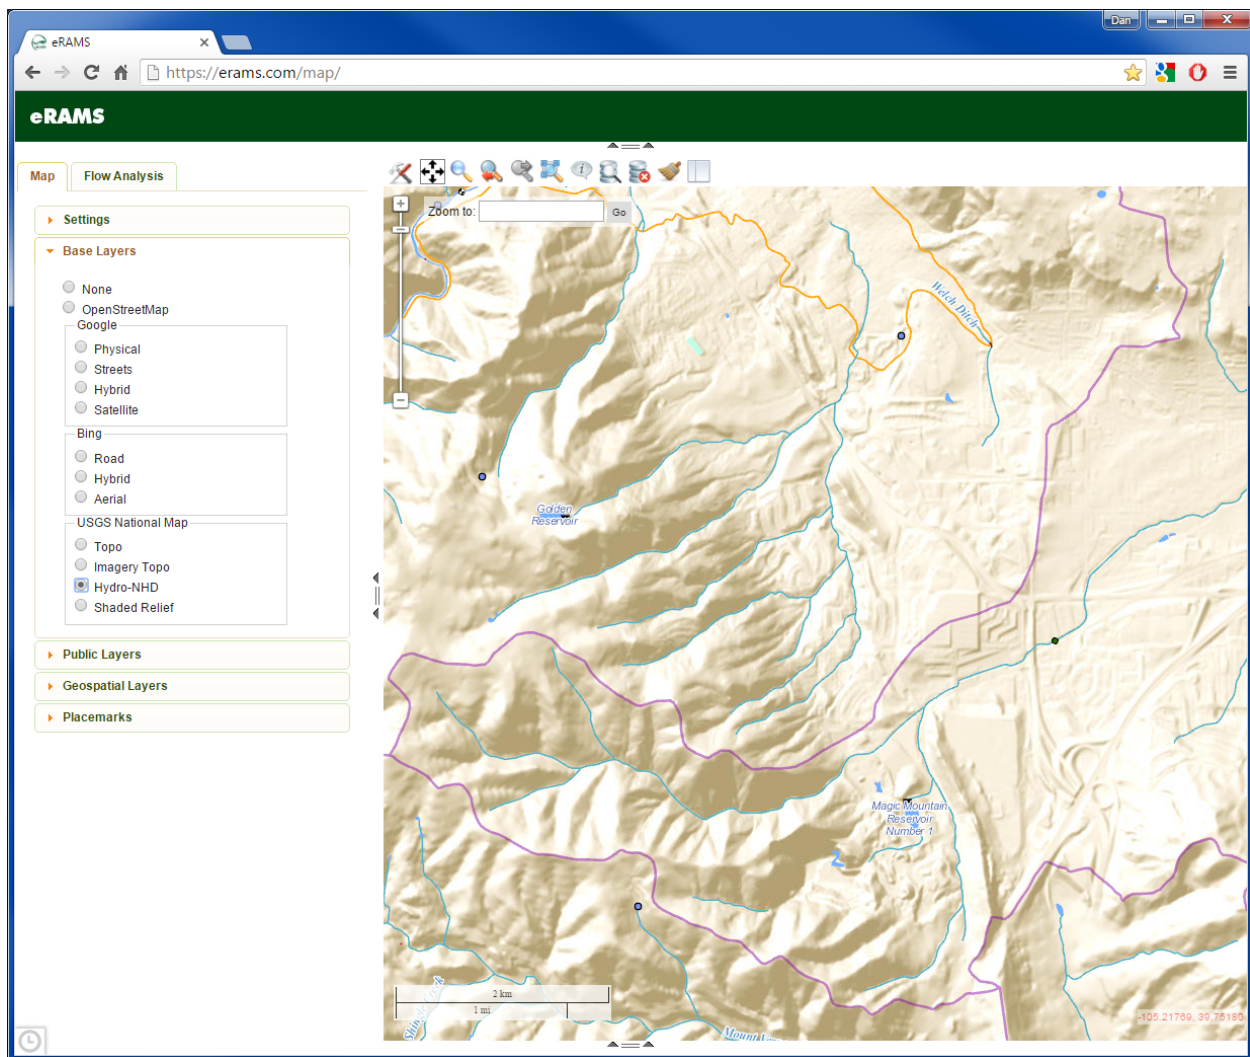 Dan
eRAMS
https://erams.com/map/
eRAMS
Map
Flow Analysis
Settings
Base Layers
None
OpenStreetMap
Google
Physical
Streets
Hybrid
Satellite
Bing
Road
Hybrid
Aerial
USGS National Map
Topo
Imagery Topo
Hydro-NHD
Shaded Relief
Public Layers
Geospatial Layers
Placemarks
Zoom to:
Go
Welch Ditch
Golden
Reservoir
Magic Mountain
Reservoir
Number 1
2 km
1 mi
Mount
-105.21769, 39.75180